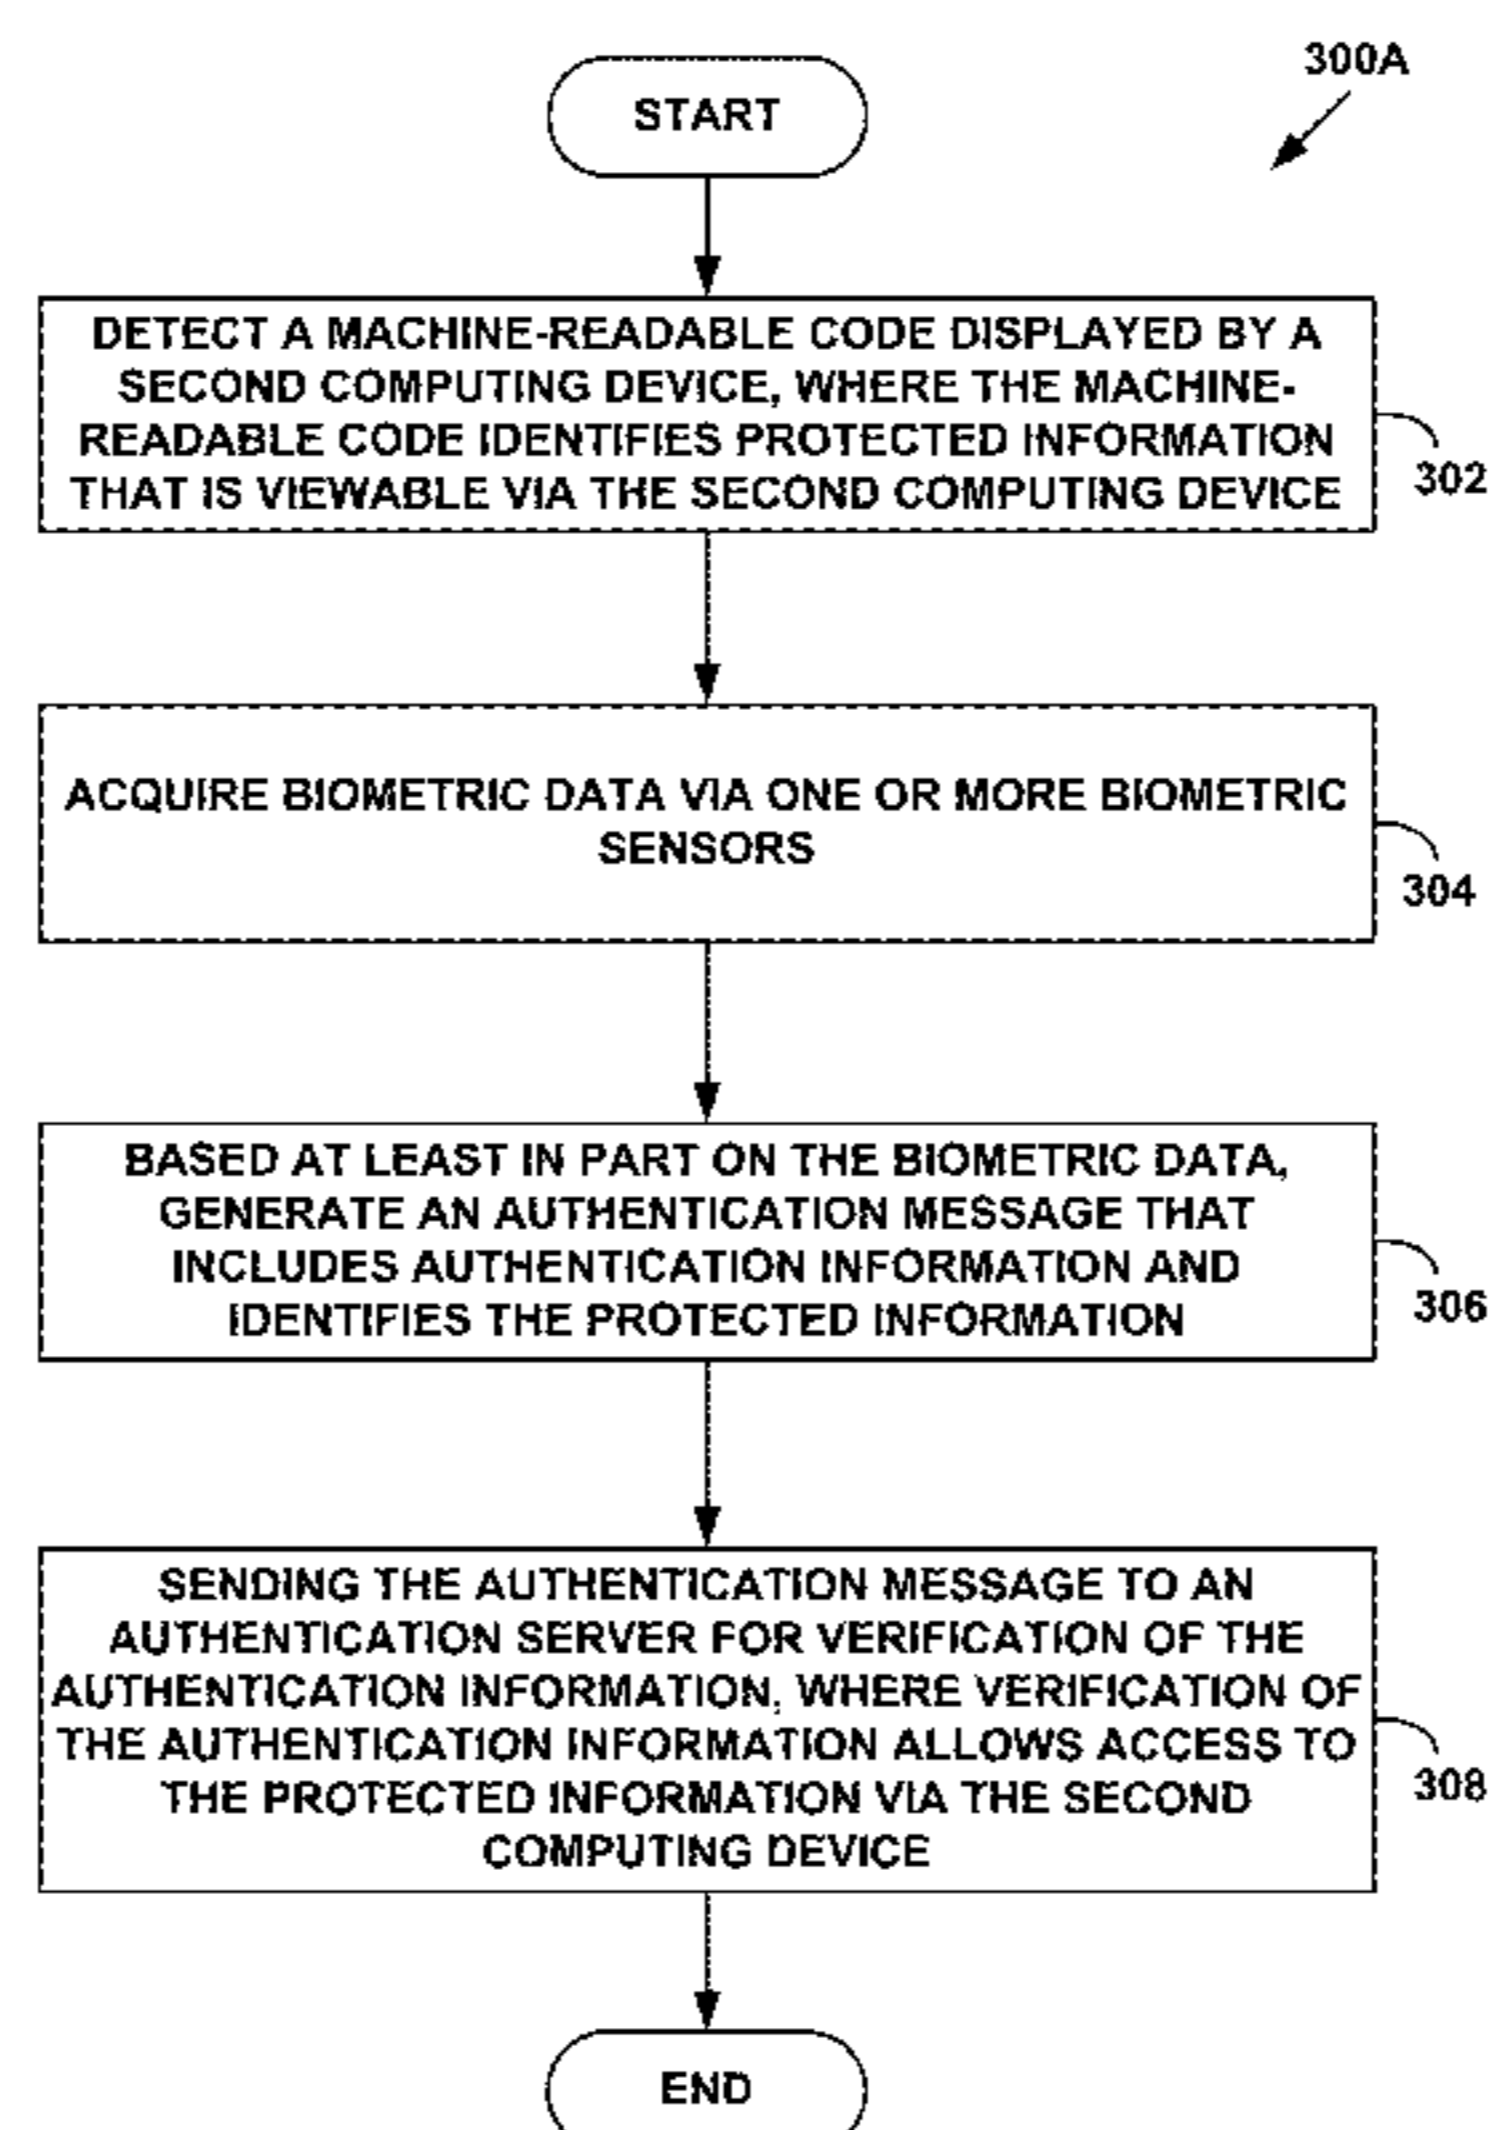 300A
START
DETECT A MACHINE-READABLE CODE DISPLAYED BY A
SECOND COMPUTING DEVICE, WHERE THE MACHINE-
READABLE CODE IDENTIFIES PROTECTED INFORMATION
THAT IS VIEWABLE VIA THE SECOND COMPUTING DEVICE
302
ACQUIRE BIOMETRIC DATA VIA ONE OR MORE BIOMETRIC
SENSORS
304
BASED AT LEAST IN PART ON THE BIOMETRIC DATA,
GENERATE AN AUTHENTICATION MESSAGE THAT
INCLUDES AUTHENTICATION INFORMATION AND
IDENTIFIES THE PROTECTED INFORMATION
306
SENDING THE AUTHENTICATION MESSAGE TO AN
AUTHENTICATION SERVER FOR VERIFICATION OF THE
AUTHENTICATION INFORMATION, WHERE VERIFICATION OF
THE AUTHENTICATION INFORMATION ALLOWS ACCESS TO
THE PROTECTED INFORMATION VIA THE SECOND
COMPUTING DEVICE
308
END